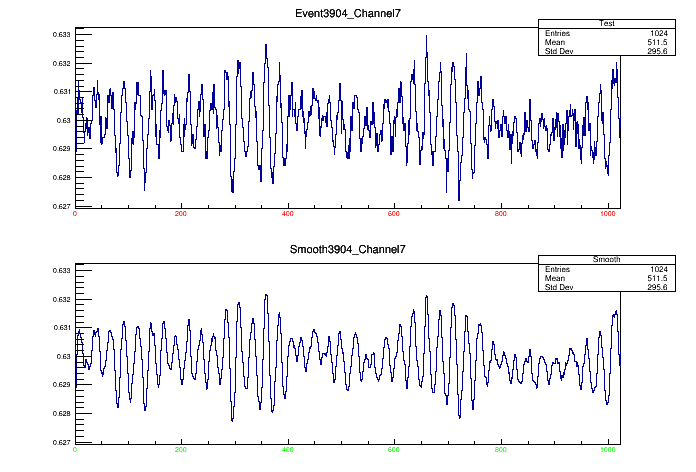 Event3904_Channel7
Test
Entries 1024
Mean 511.5
Std Dev 295.6
0.633
0.632
0.631
0.63
0.629
0.628
0.627
0 200 400 600 800 1000
Smooth3904_Channel7
Smooth
Entries 1024
Mean 511.5
Std Dev 295.6
0.633
0.632
0.631
0.63
0.629
0.628
0.627
0 200 400 600 800 1000